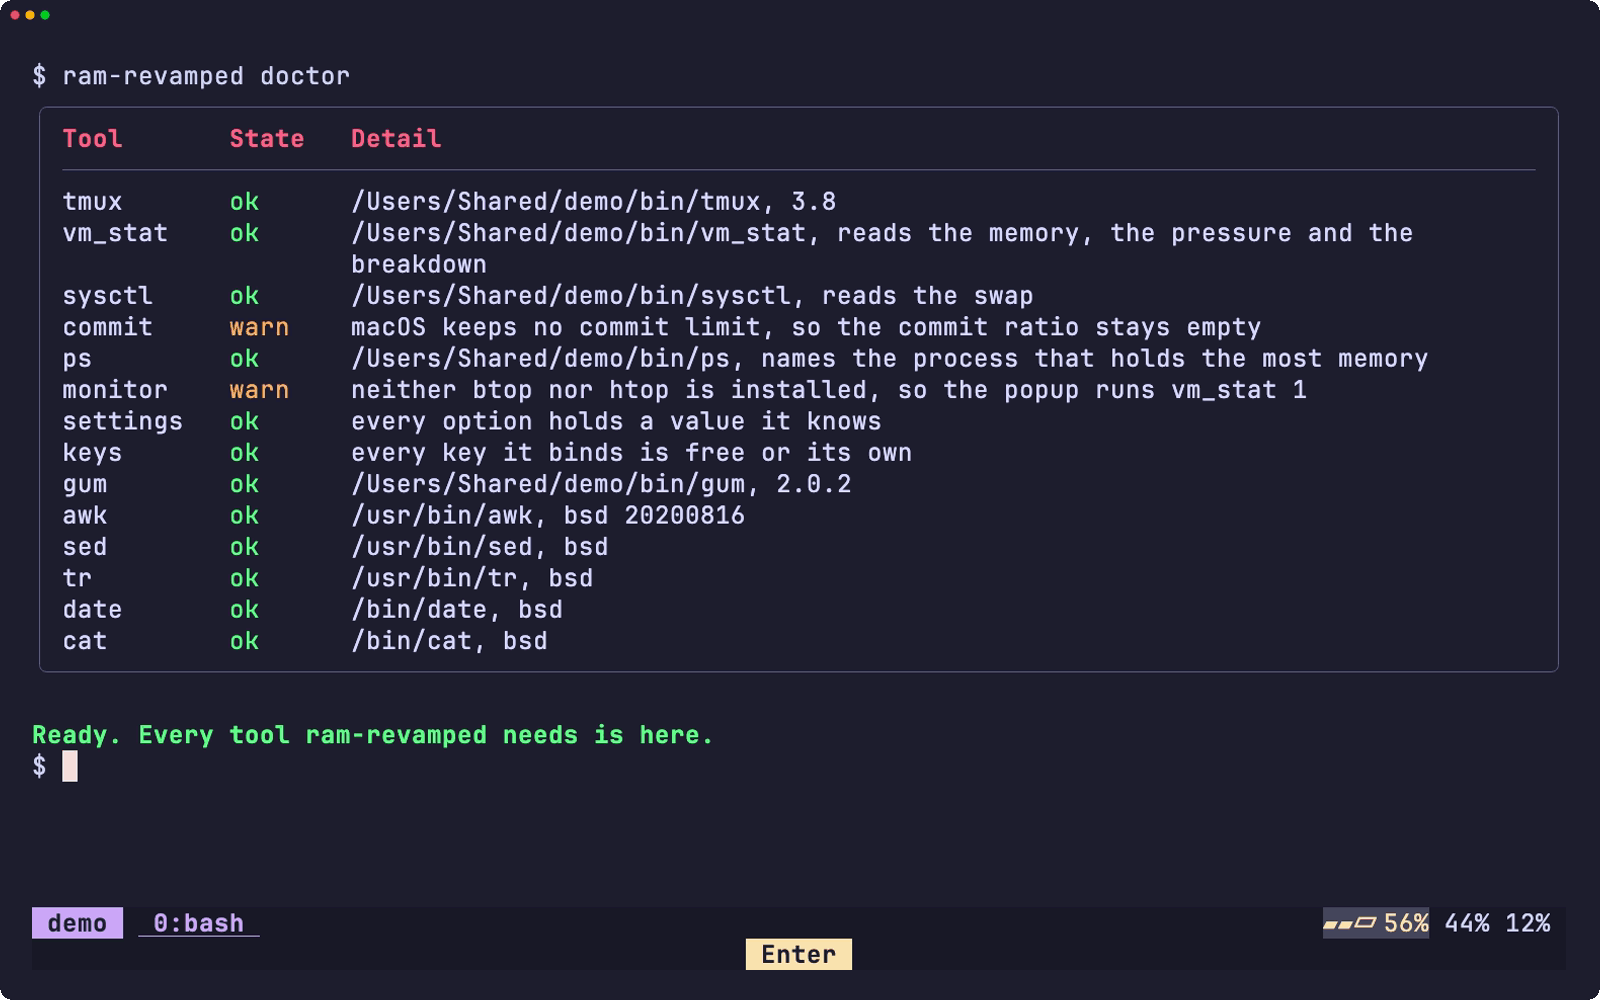 $ ram-revamped doctor
Tool State Detail
tmux ok /Users/Shared/demo/bin/tmux, 3.8
vm_stat ok /Users/Shared/demo/bin/vm_stat, reads the memory, the pressure and the
breakdown
sysctl ok /Users/Shared/demo/bin/sysctl, reads the swap
commit warn macOS keeps no commit limit, so the commit ratio stays empty
ps ok /Users/Shared/demo/bin/ps, names the process that holds the most memory
monitor warn neither btop nor htop is installed, so the popup runs vm_stat 1
settings ok every option holds a value it knows
keys ok every key it binds is free or its own
gum ok /Users/Shared/demo/bin/gum, 2.0.2
awk ok /usr/bin/awk, bsd 20200816
sed ok /usr/bin/sed, bsd
tr ok /usr/bin/tr, bsd
date ok /bin/date, bsd
cat ok /bin/cat, bsd
Ready. Every tool ram-revamped needs is here.
$
demo 0:bash 56% 44% 12%
Enter